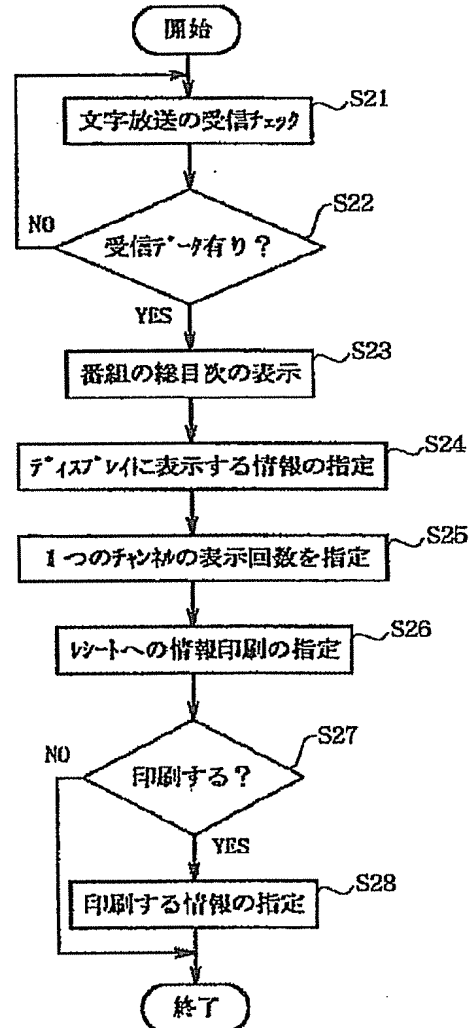 開始
文字放送の受信ﾁｪｯｸ
S21
受信ﾃﾞｰﾀ有り？
S22
NO
YES
番組の総目次の表示
S23
ﾃﾞｨｽﾌﾟﾚｲに表示する情報の指定
S24
1つのﾁｬﾝﾈﾙの表示回数を指定
S25
ﾚｼｰﾄへの情報印刷の指定
S26
印刷する？
S27
NO
YES
印刷する情報の指定
S28
終了